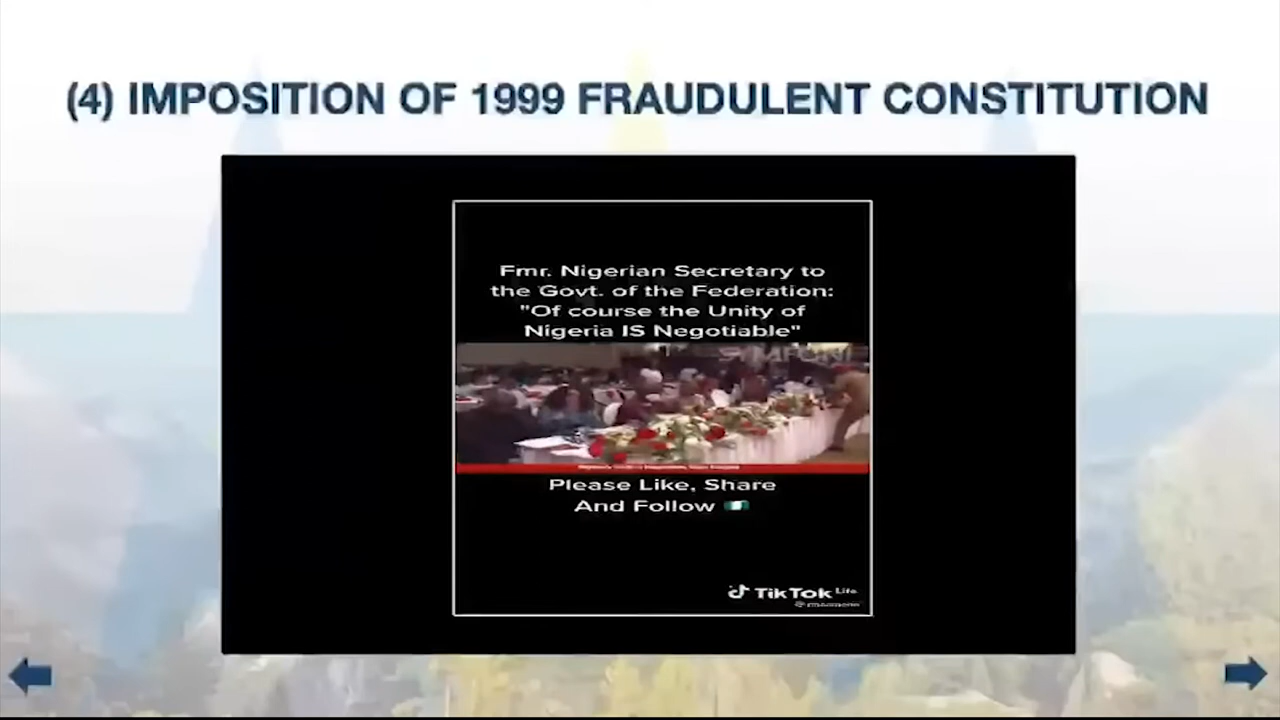 (4) IMPOSITION OF 1999 FRAUDULENT CONSTITUTION
Fmr. Nigerian Secretary to
the Govt. of the Federation:
"Of course the Unity of
Nigeria IS Negotiable"
Please Like, Share
And Follow 🇳🇬
TikTok Life